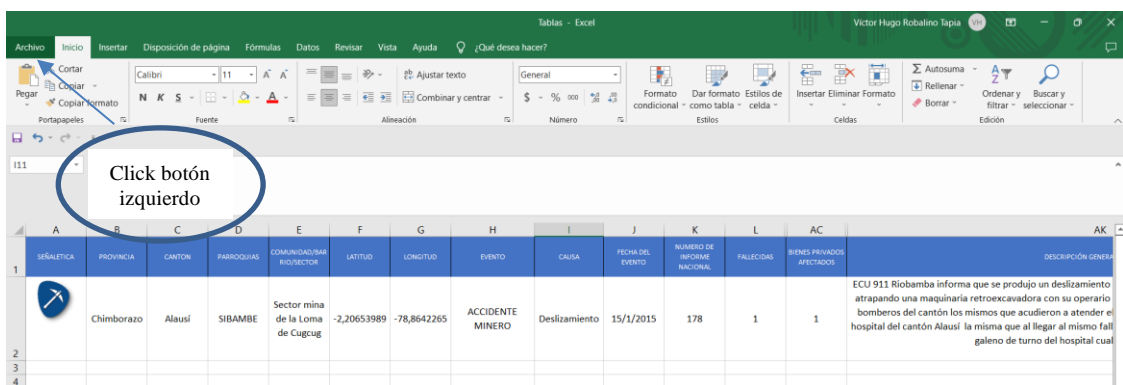 Tablas - Excel
Victor Hugo Robalino Tapia VH
Archivo Inicio Insertar Disposición de página Fórmulas Datos Revisar Vista Ayuda ¿Qué desea hacer?
Pegar
Cortar
Copiar
Copiar formato
Portapapeles
Calibri 11 A A
N K S A
Fuente
ab Ajustar texto
Combinar y centrar
Alineación
General
$ % 000
Número
Formato condicional
Dar formato como tabla
Estilos de celda
Estilos
Insertar Eliminar Formato
Celdas
Autosuma
Rellenar
Borrar
Ordenar y filtrar
Buscar y seleccionar
Edición
I11
Click botón
izquierdo
A B C D E F G H I J K L AC AK
1 SEÑALETICA PROVINCIA CANTON PARROQUIAS COMUNIDAD/BARRIO/SECTOR LATITUD LONGITUD EVENTO CAUSA FECHA DEL EVENTO NUMERO DE INFORME NACIONAL FALLECIDAS BIENES PRIVADOS AFECTADOS DESCRIPCIÓN GENERA
2 Chimborazo Alausí SIBAMBE Sector mina de la Loma de Cugcug -2,20653989 -78,8642265 ACCIDENTE MINERO Deslizamiento 15/1/2015 178 1 1
ECU 911 Riobamba informa que se produjo un deslizamiento
atrapando una maquinaria retroexcavadora con su operario
bomberos del cantón los mismos que acudieron a atender e
hospital del cantón Alausí la misma que al llegar al mismo fall
galeno de turno del hospital cual
3
4